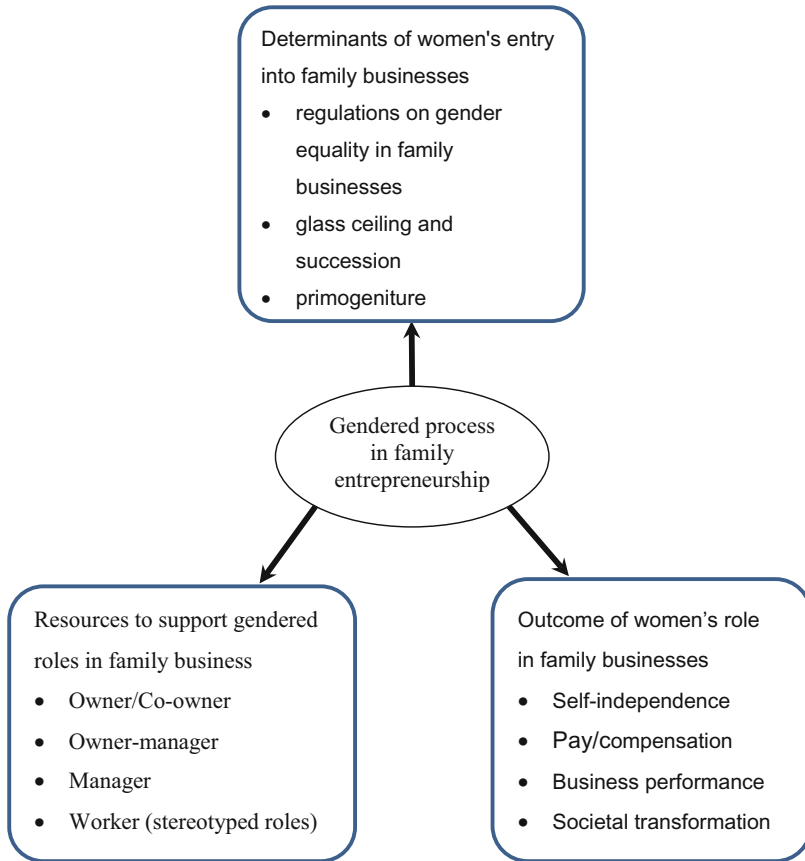 Determinants of women's entry
into family businesses
• regulations on gender
equality in family
businesses
• glass ceiling and
succession
• primogeniture
Gendered process
in family
entrepreneurship
Resources to support gendered
roles in family business
• Owner/Co-owner
• Owner-manager
• Manager
• Worker (stereotyped roles)
Outcome of women’s role
in family businesses
• Self-independence
• Pay/compensation
• Business performance
• Societal transformation